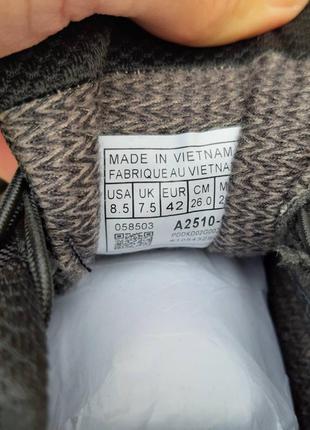 MADE IN VIETNAM
FABRIQUE AU VIETNA
USA UK EUR CM M
8.5 7.5 42 26.0 2
058503 A2510-